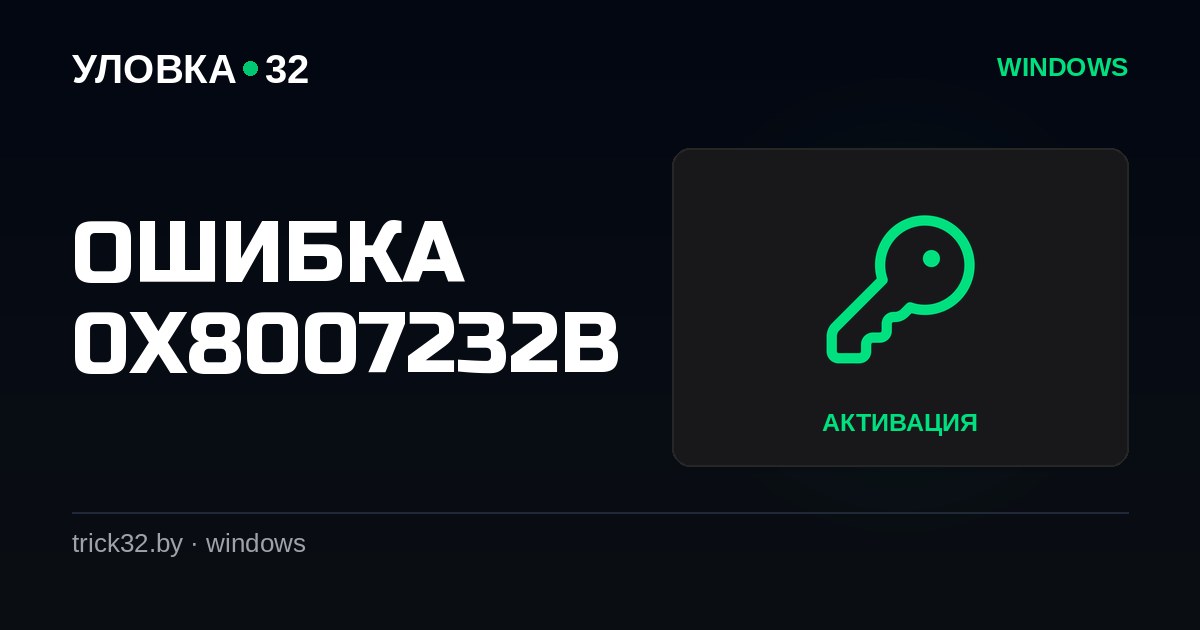 УЛОВКА•32
WINDOWS
ОШИБКА
0X8007232B
АКТИВАЦИЯ
trick32.by · windows